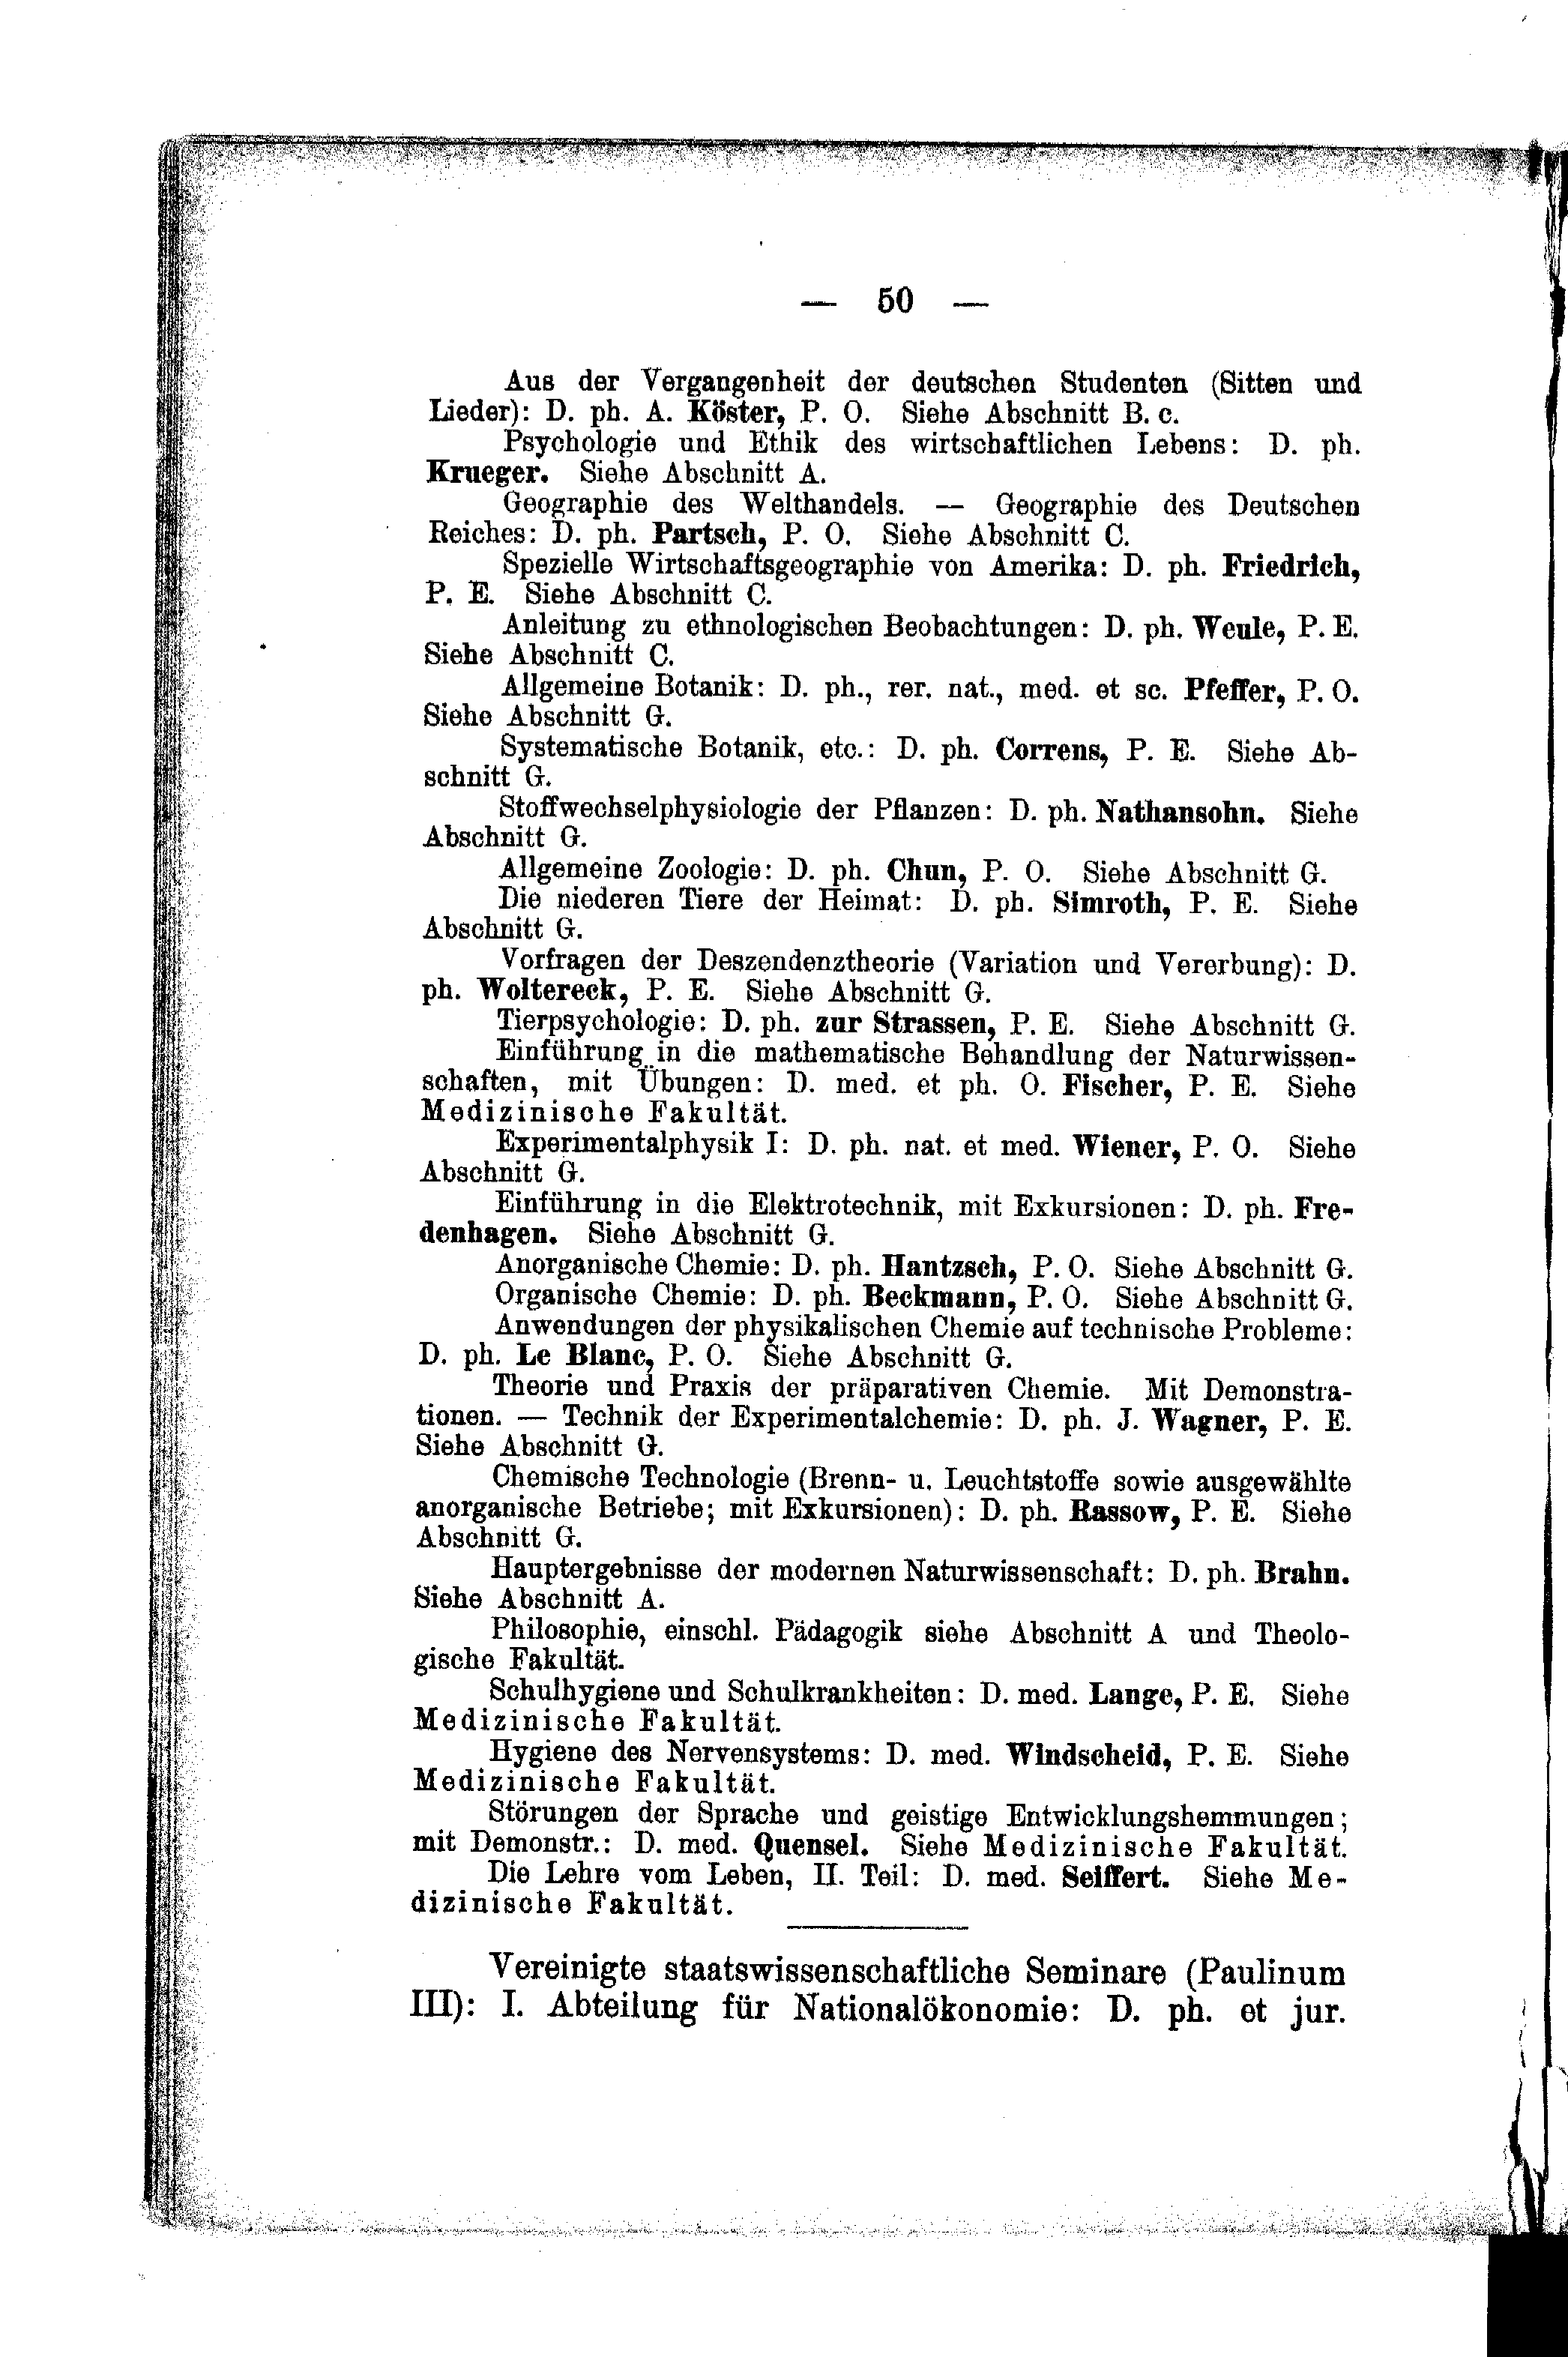 — 50 —
Aus der Vergangenheit der deutschen Studenten (Sitten und
Lieder): D. ph. A. Köster, P. O. Siehe Abschnitt B. c.
Psychologie und Ethik des wirtschaftlichen Lebens: D. ph.
Krueger. Siehe Abschnitt A.
Geographie des Welthandels. — Geographie des Deutschen
Reiches: D. ph. Partsch, P. O. Siehe Abschnitt C.
Spezielle Wirtschaftsgeographie von Amerika: D. ph. Friedrich,
P. E. Siehe Abschnitt C.
Anleitung zu ethnologischen Beobachtungen: D. ph. Weule, P. E.
Siehe Abschnitt C.
Allgemeine Botanik: D. ph., rer. nat., med. et sc. Pfeffer, P. O.
Siehe Abschnitt G.
Systematische Botanik, etc.: D. ph. Correns, P. E. Siehe Ab-
schnitt G.
Stoffwechselphysiologie der Pflanzen: D. ph. Nathansohn. Siehe
Abschnitt G.
Allgemeine Zoologie: D. ph. Chun, P. O. Siehe Abschnitt G.
Die niederen Tiere der Heimat: D. ph. Simroth, P. E. Siehe
Abschnitt G.
Vorfragen der Deszendenztheorie (Variation und Vererbung): D.
ph. Woltereck, P. E. Siehe Abschnitt G.
Tierpsychologie: D. ph. zur Strassen, P. E. Siehe Abschnitt G.
Einführung in die mathematische Behandlung der Naturwissen-
schaften, mit Übungen: D. med. et ph. O. Fischer, P. E. Siehe
Medizinische Fakultät.
Experimentalphysik I: D. ph. nat. et med. Wiener, P. O. Siehe
Abschnitt G.
Einführung in die Elektrotechnik, mit Exkursionen: D. ph. Fre-
denhagen. Siehe Abschnitt G.
Anorganische Chemie: D. ph. Hantzsch, P. O. Siehe Abschnitt G.
Organische Chemie: D. ph. Beckmann, P. O. Siehe Abschnitt G.
Anwendungen der physikalischen Chemie auf technische Probleme:
D. ph. Le Blanc, P. O. Siehe Abschnitt G.
Theorie und Praxis der präparativen Chemie. Mit Demonstra-
tionen. — Technik der Experimentalchemie: D. ph. J. Wagner, P. E.
Siehe Abschnitt G.
Chemische Technologie (Brenn- u. Leuchtstoffe sowie ausgewählte
anorganische Betriebe; mit Exkursionen): D. ph. Rassow, P. E. Siehe
Abschnitt G.
Hauptergebnisse der modernen Naturwissenschaft: D. ph. Brahn.
Siehe Abschnitt A.
Philosophie, einschl. Pädagogik siehe Abschnitt A und Theolo-
gische Fakultät.
Schulhygiene und Schulkrankheiten: D. med. Lange, P. E. Siehe
Medizinische Fakultät.
Hygiene des Nervensystems: D. med. Windscheid, P. E. Siehe
Medizinische Fakultät.
Störungen der Sprache und geistige Entwicklungshemmungen;
mit Demonstr.: D. med. Quensel. Siehe Medizinische Fakultät.
Die Lehre vom Leben, II. Teil: D. med. Seiffert. Siehe Me-
dizinische Fakultät.
Vereinigte staatswissenschaftliche Seminare (Paulinum
III): I. Abteilung für Nationalökonomie: D. ph. et jur.